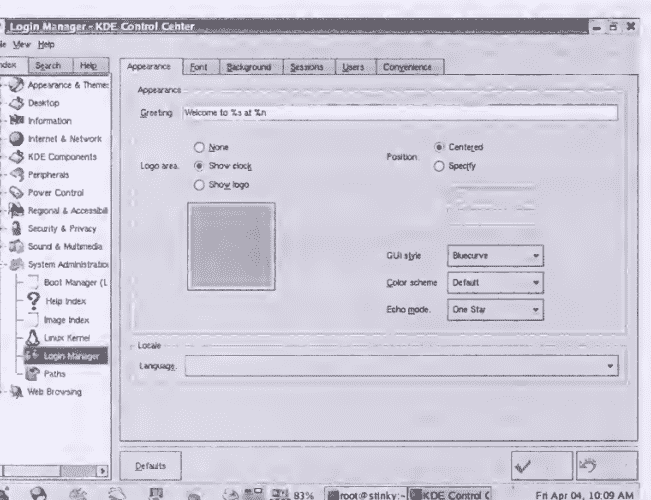 Login Manager - KDE Control Center
View Help
Search Help
Appearance & Themes
Desktop
Information
Internet & Network
KDE Components
Peripherals
Power Control
Regional & Accessibili
Security & Privacy
Sound & Multimedia
System Administratio
Boot Manager (L
Help Index
Image Index
Linux Kernel
Login Manager
Paths
Web Browsing
Appearance Font Background Sessions Users Convenience
Appearance
Greeting: Welcome to %s at %n
None
Logo area: Show clock
Show logo
Position: Centered
Specify
GUI style Bluecurve
Color scheme Default
Echo mode: One Star
Locale
Language:
Defaults
83% root@stinky:~ KDE Control C Fri Apr 04, 10:09 AM